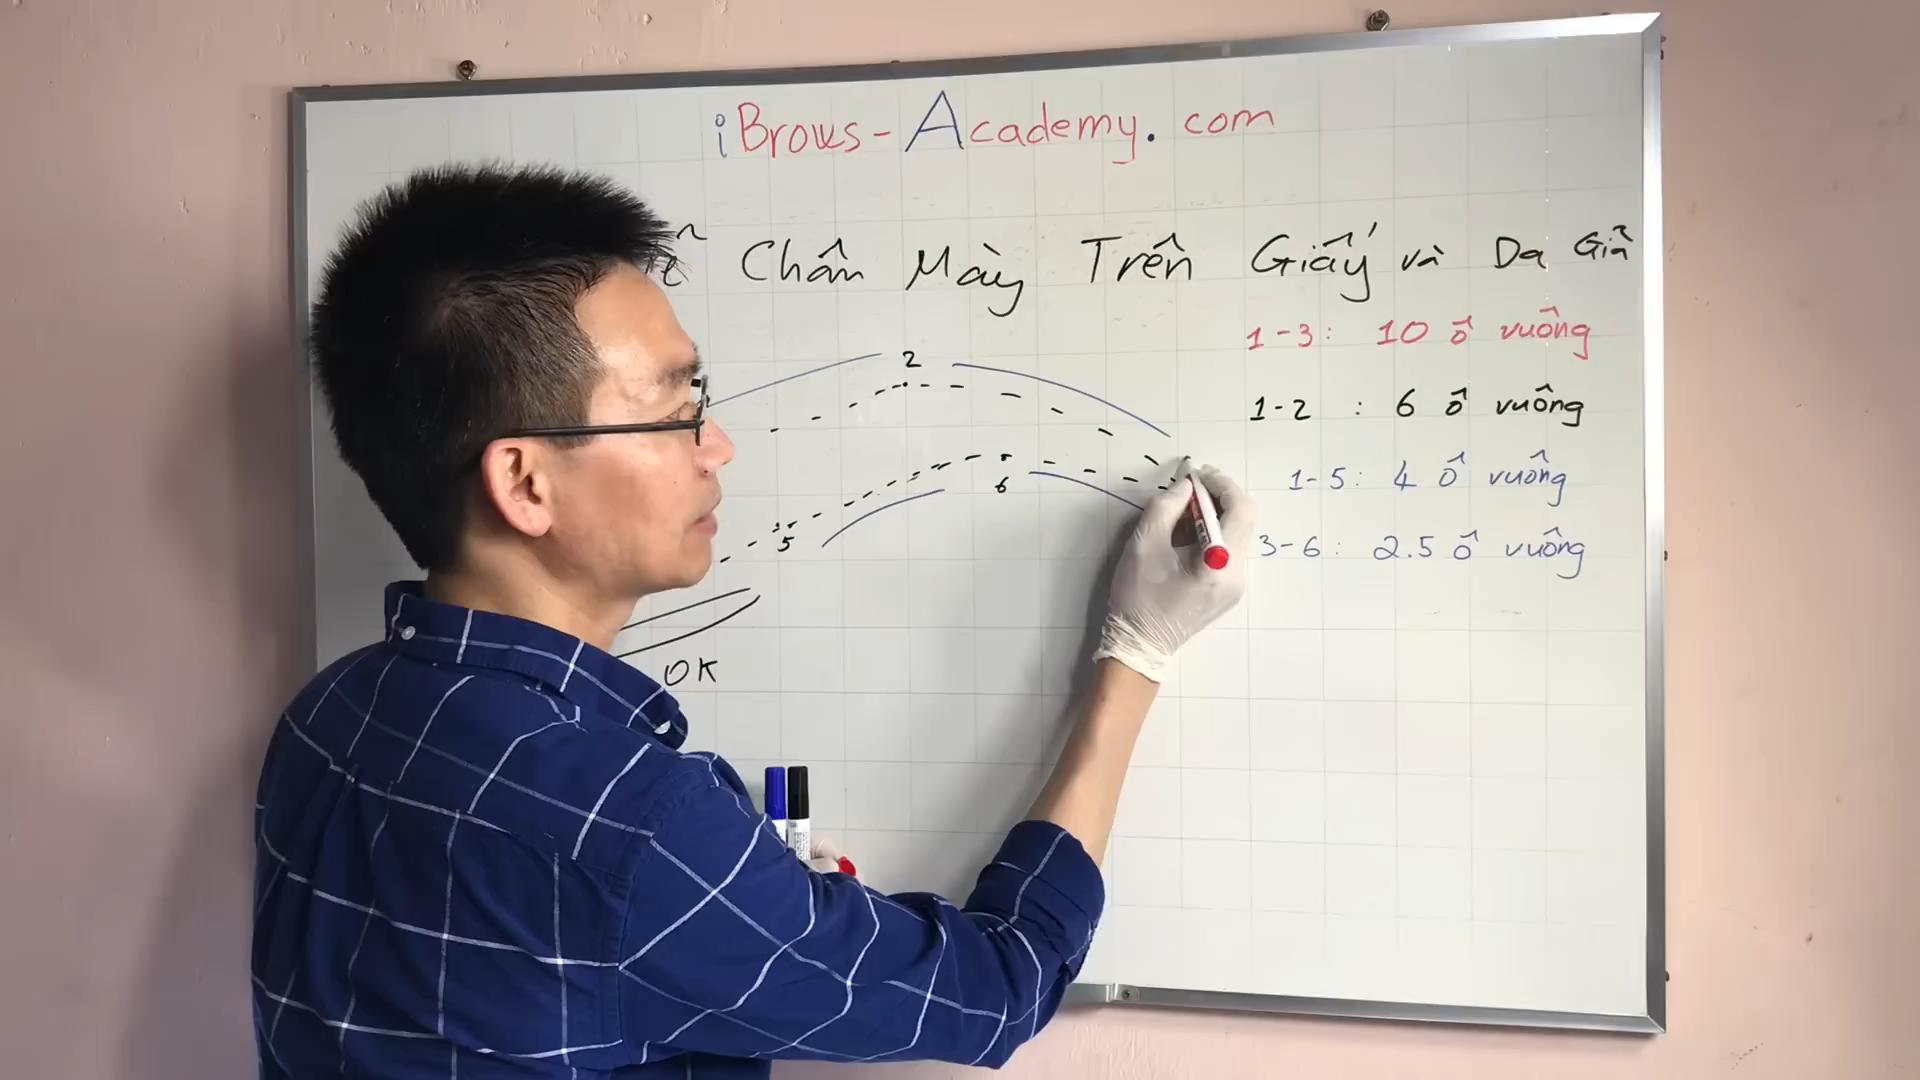 iBrows-Academy.com
Chân Mày Trên Giấy và Da Giả
1-3: 10 ô vuông
1-2 : 6 ô vuông
1-5: 4 ô vuông
3-6: 2.5 ô vuông
2
6
5
OK